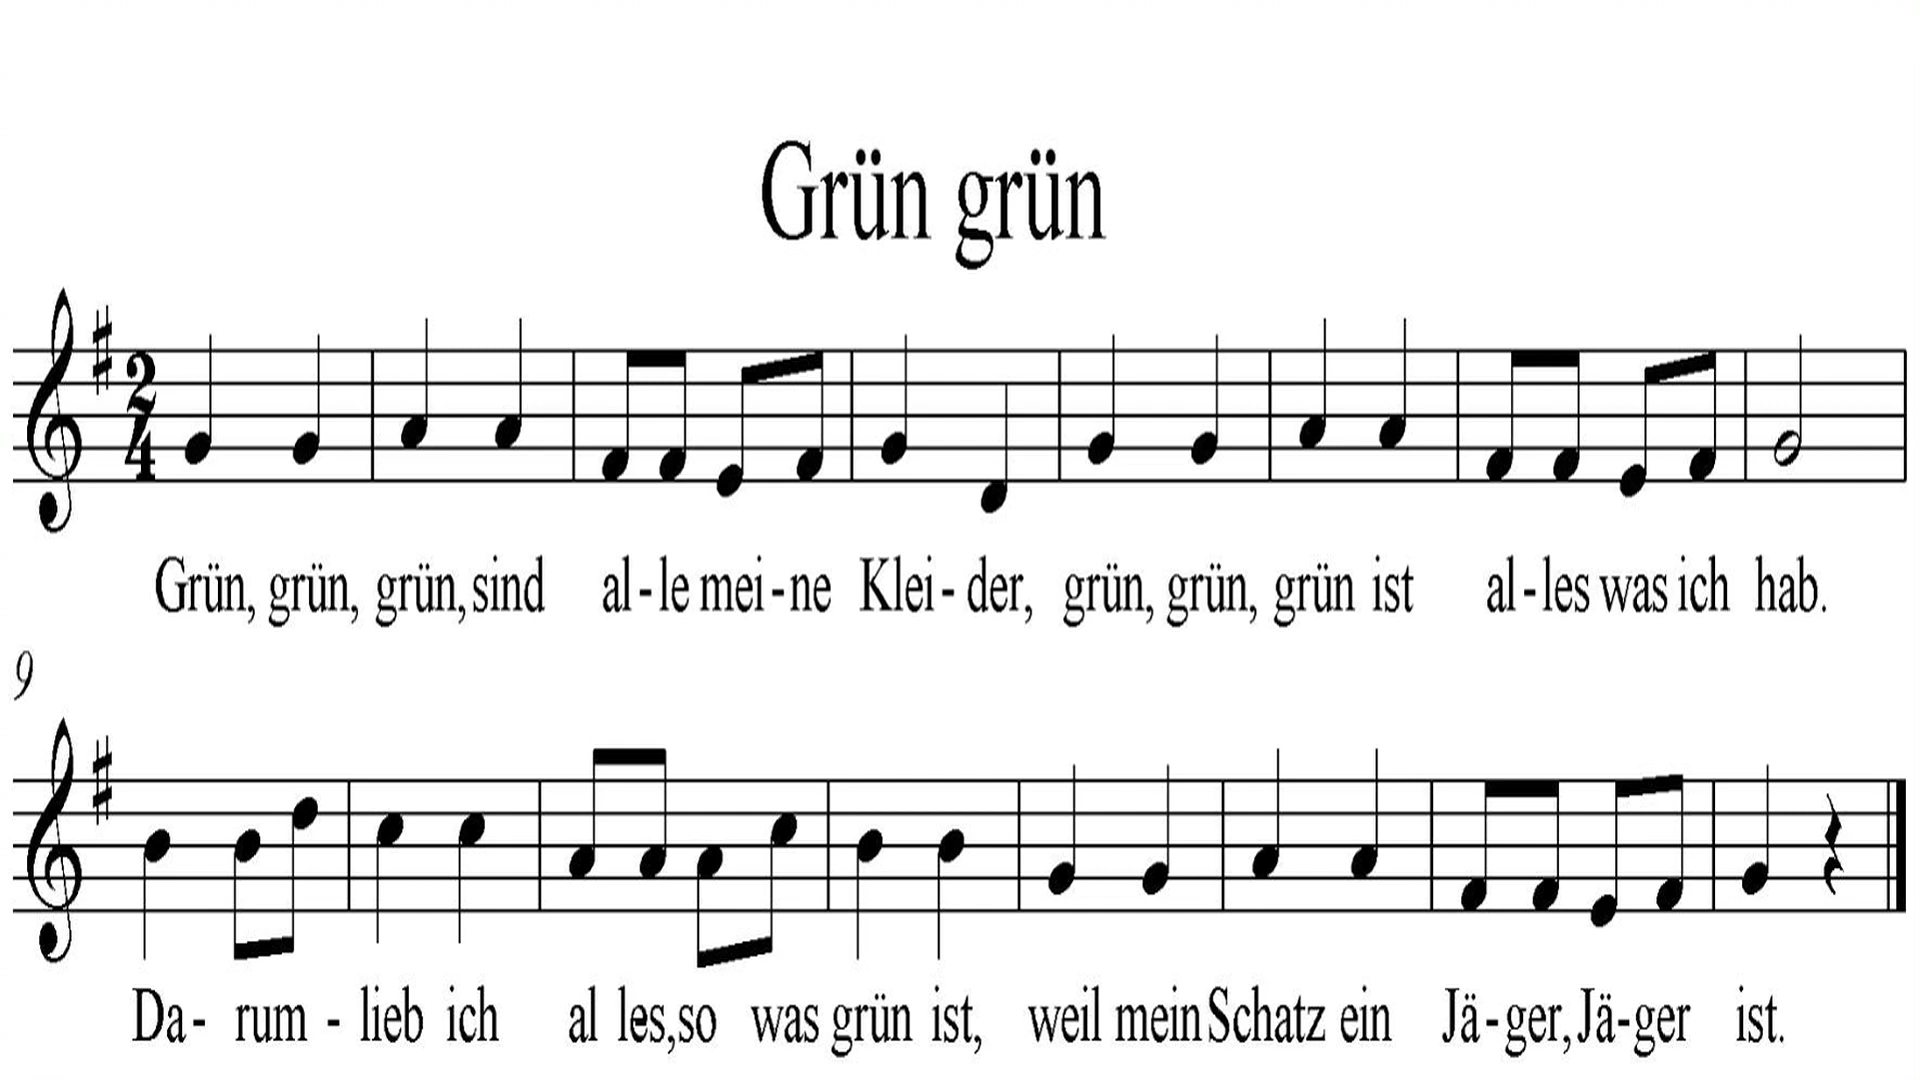 Grün grün
2
4
Grün, grün, grün, sind al-le mei-ne Klei-der, grün, grün, grün ist al-les was ich hab.
9
Da- rum - lieb ich al les,so was grün ist, weil mein Schatz ein Jä-ger, Jä-ger ist.